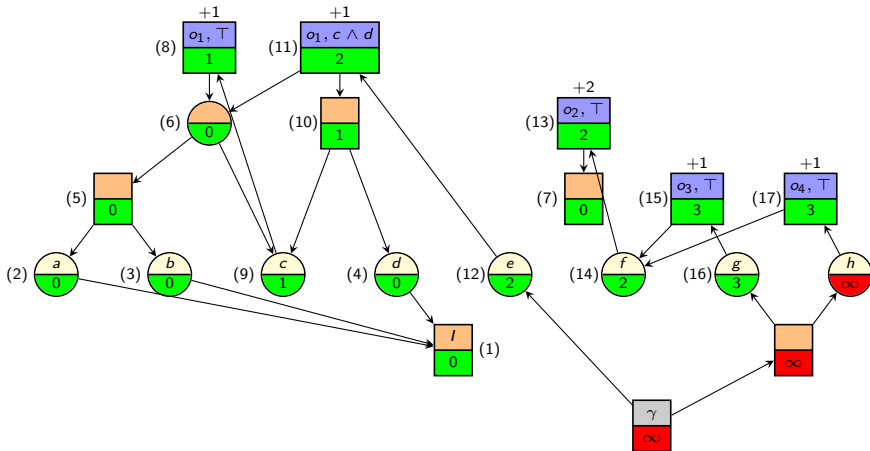 +1 +1
(8) o₁, ⊤ (11) o₁, c ∧ d
1 2
+2
(6) 0 (10) 1 (13) o₂, ⊤
2
+1 +1
(5) 0 (7) 0 (15) o₃, ⊤ (17) o₄, ⊤
3 3
(2) a (3) b (9) c (4) d (12) e (14) f (16) g h
0 0 1 0 2 2 3 ∞
I (1)
0 ∞
γ
∞